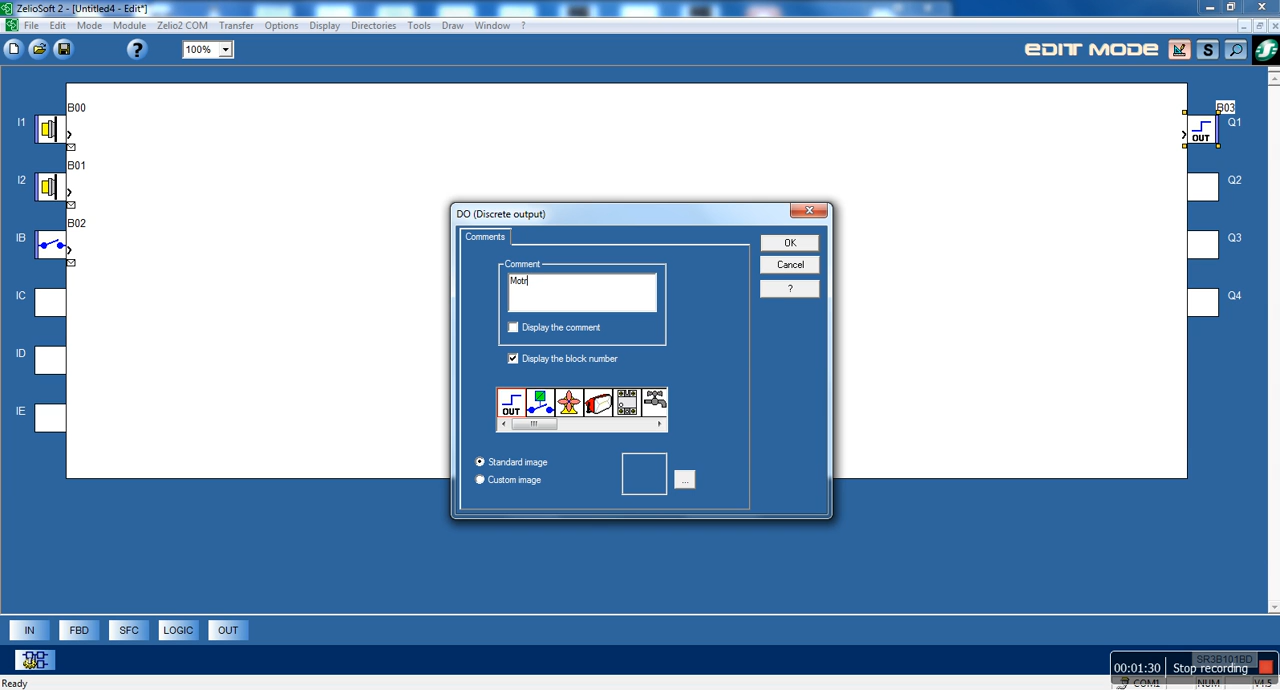 ZelioSoft 2 - [Untitled4 - Edit*]
File Edit Mode Module Zelio2 COM Transfer Options Display Directories Tools Draw Window ?
? 100% EDIT MODE S
B00
I1
B01
I2
B02
IB
IC
ID
IE
B03
Q1
OUT
Q2
Q3
Q4
DO (Discrete output)
Comments
OK
Cancel
?
Comment
Motr
Display the comment
Display the block number
OUT
Standard image
Custom image
...
IN FBD SFC LOGIC OUT
SR3B101BD
00:01:30 Stop recording
Ready COM1 NUM V4.5